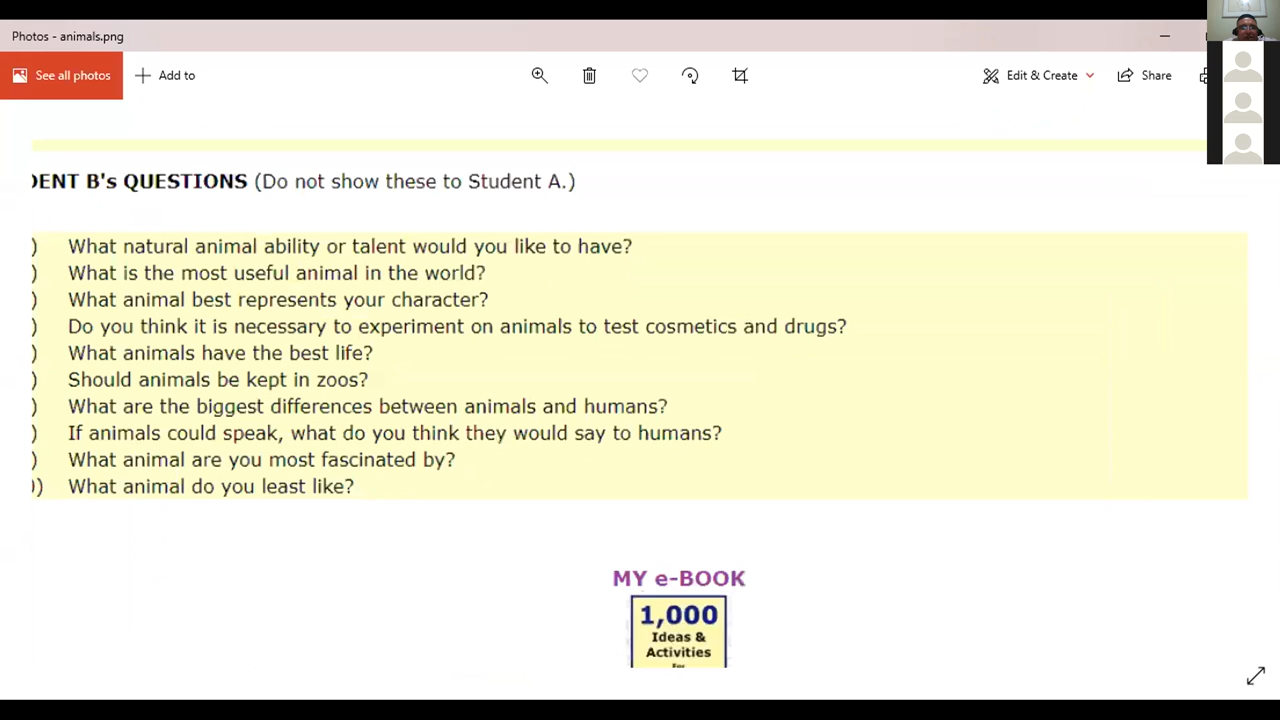 Photos - animals.png
See all photos
Add to
Edit & Create
Share
DENT B's QUESTIONS (Do not show these to Student A.)
) What natural animal ability or talent would you like to have?
) What is the most useful animal in the world?
) What animal best represents your character?
) Do you think it is necessary to experiment on animals to test cosmetics and drugs?
) What animals have the best life?
) Should animals be kept in zoos?
) What are the biggest differences between animals and humans?
) If animals could speak, what do you think they would say to humans?
) What animal are you most fascinated by?
) What animal do you least like?
MY e-BOOK
1,000
Ideas &
Activities
For